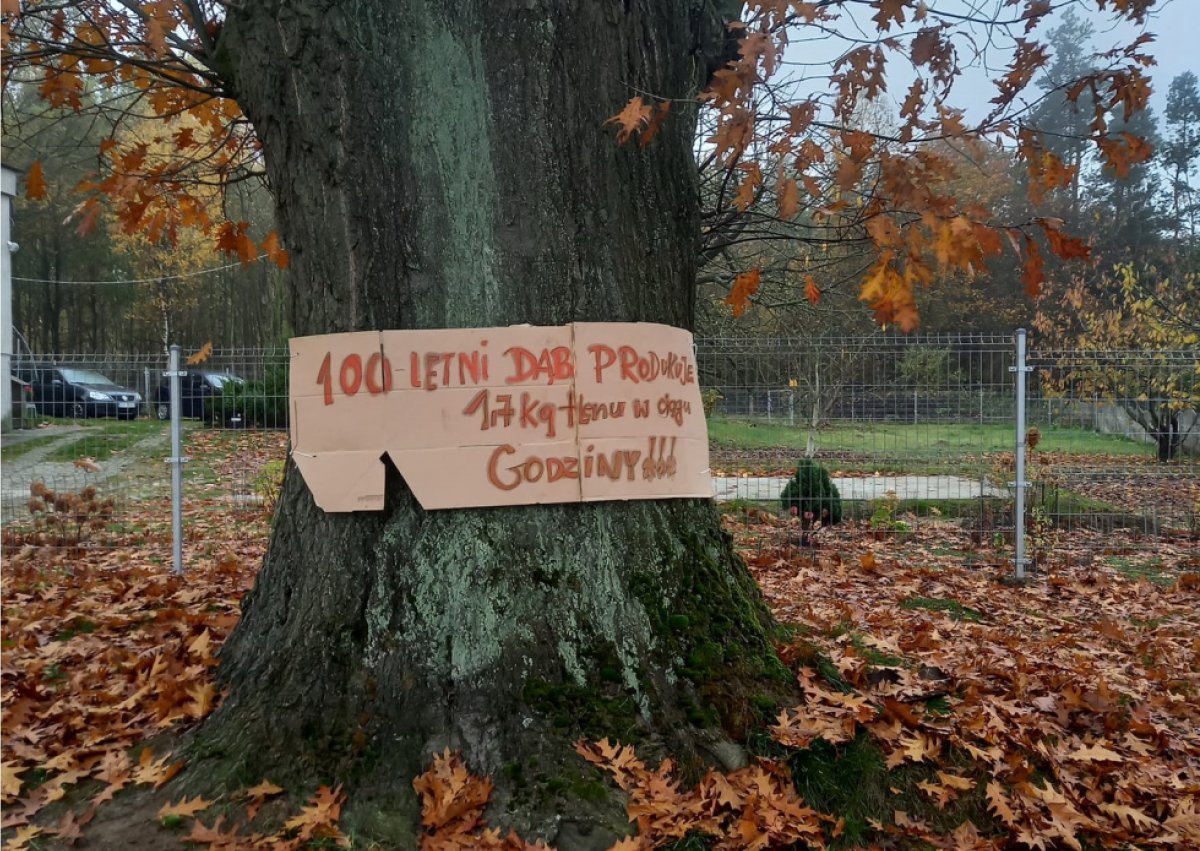 100-LETNI DĄB PRODUKUJE
1,7 kg tlenu w ciągu
GODZINY!!!